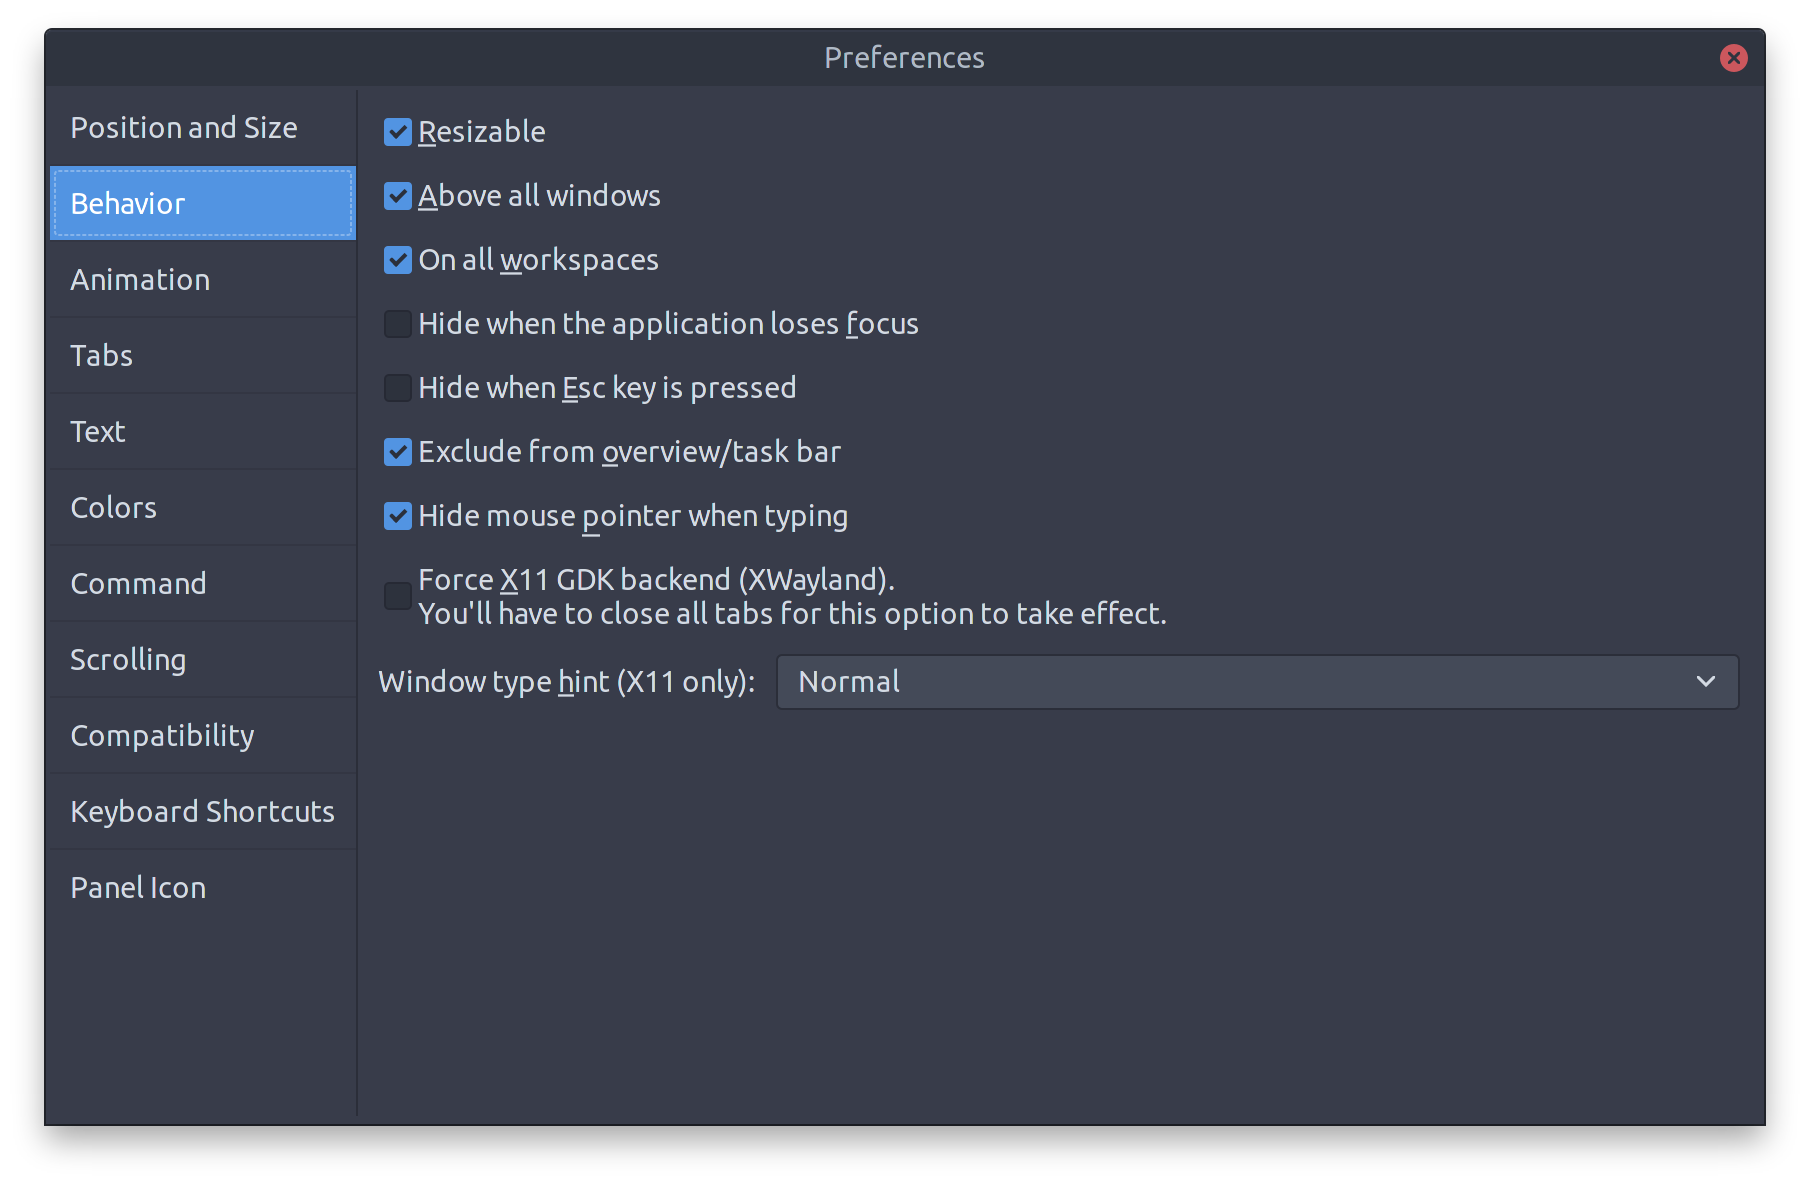 Preferences
Position and Size
Behavior
Animation
Tabs
Text
Colors
Command
Scrolling
Compatibility
Keyboard Shortcuts
Panel Icon
Resizable
Above all windows
On all workspaces
Hide when the application loses focus
Hide when Esc key is pressed
Exclude from overview/task bar
Hide mouse pointer when typing
Force X11 GDK backend (XWayland).
You'll have to close all tabs for this option to take effect.
Window type hint (X11 only): Normal